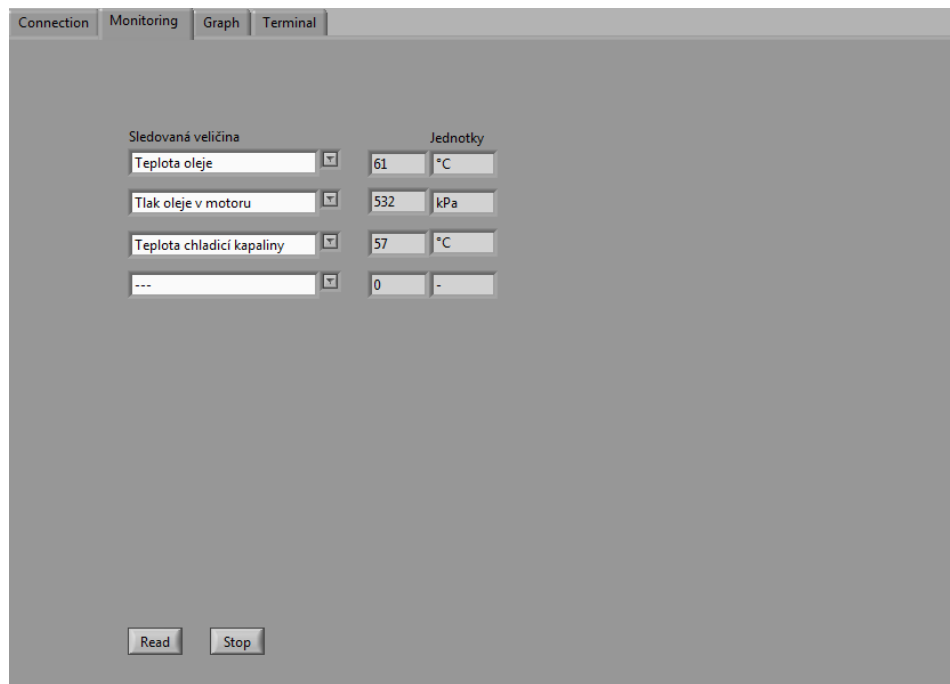 Connection Monitoring Graph Terminal
Sledovaná veličina Jednotky
Teplota oleje 61 °C
Tlak oleje v motoru 532 kPa
Teplota chladicí kapaliny 57 °C
--- 0 -
Read Stop